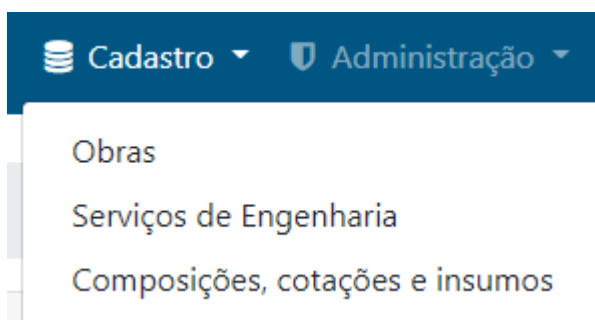 Cadastro Administração
Obras
Serviços de Engenharia
Composições, cotações e insumos